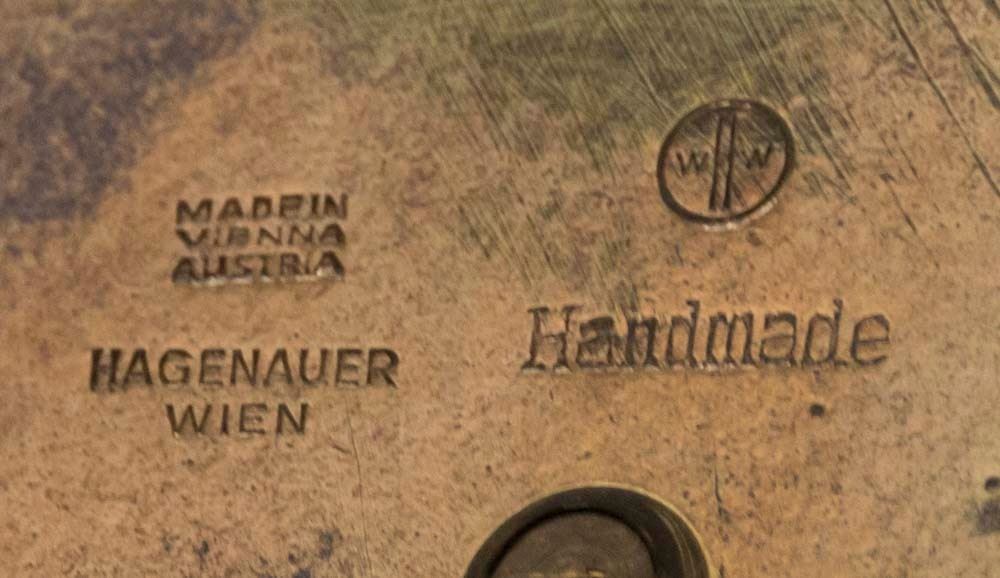 MADE IN
VIENNA
AUSTRIA
HAGENAUER
WIEN
W W
Handmade